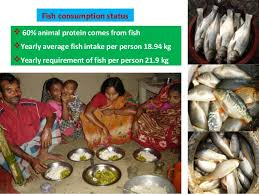 Fish consumption status
❖ 60% animal protein comes from fish
❖Yearly average fish intake per person 18.94 kg
❖Yearly requirement of fish per person 21.9 kg